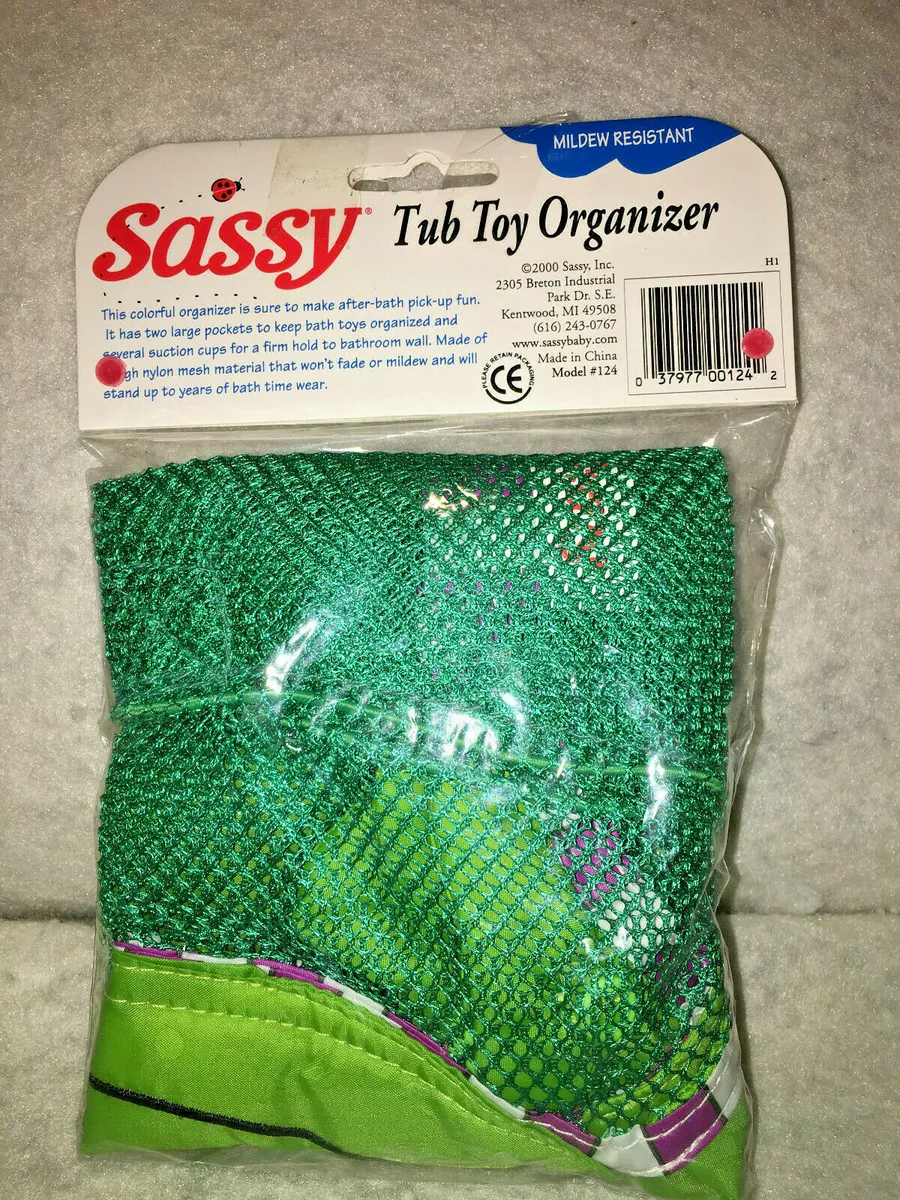 MILDEW RESISTANT
Sassy®
Tub Toy Organizer
This colorful organizer is sure to make after-bath pick-up fun.
It has two large pockets to keep bath toys organized and
several suction cups for a firm hold to bathroom wall. Made of
gh nylon mesh material that won't fade or mildew and will
stand up to years of bath time wear.
©2000 Sassy, Inc.
2305 Breton Industrial
Park Dr. S.E.
Kentwood, MI 49508
(616) 243-0767
www.sassybaby.com
Made in China
Model #124
PLEASE RETAIN PACKAGING
CE
H1
0 37977 00124 2